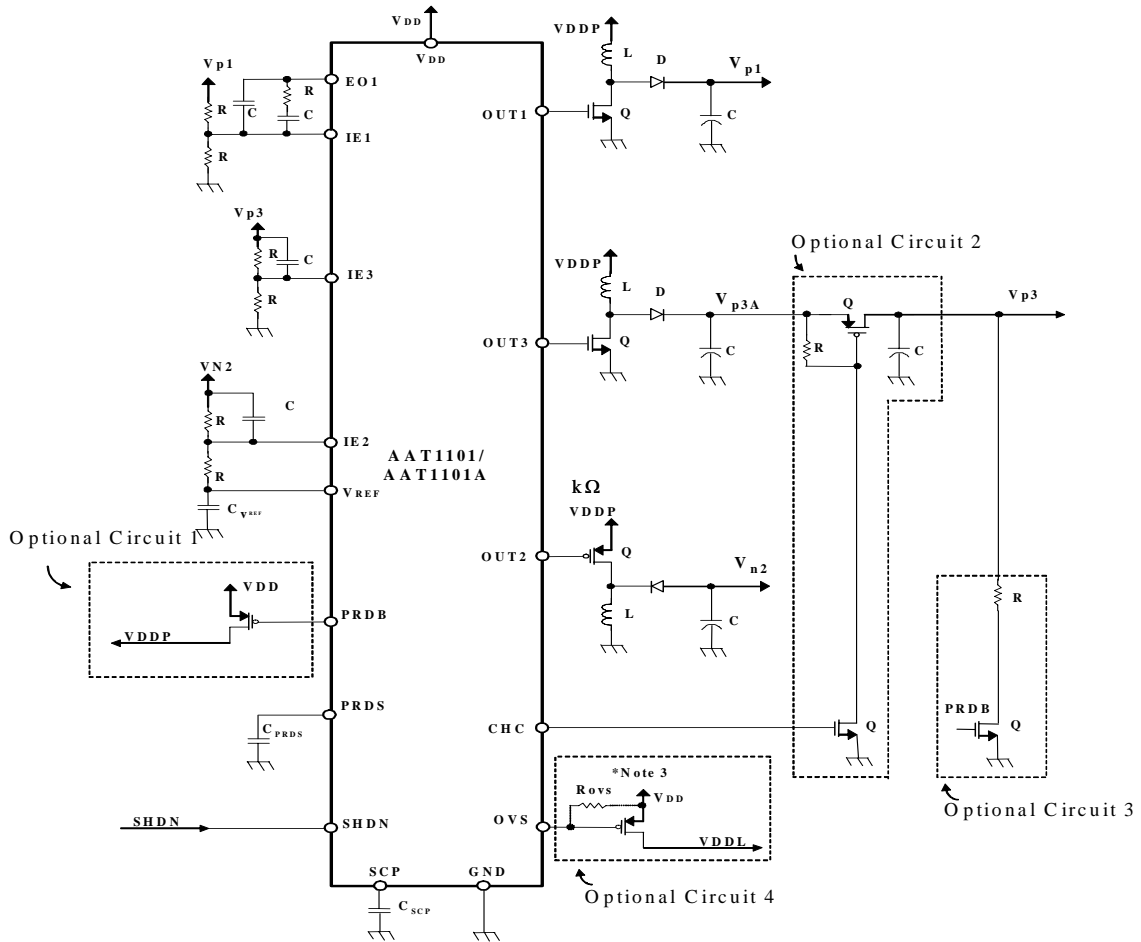 VDD
VDD
Vp1
EO1
R
C
R
C
IE1
R
OUT1
VDDP
L
D
Vp1
Q
C
Vp3
R
C
IE3
R
VDDP
L
D
Vp3A
OUT3
Q
C
Optional Circuit 2
Q
R
C
Vp3
VN2
C
R
IE2
R
VREF
CVREF
AAT1101/
AAT1101A
kΩ
VDDP
OUT2
Q
Vn2
L
C
Optional Circuit 1
VDD
VDDP
PRDB
R
PRDB
Q
Optional Circuit 3
PRDS
CPRDS
CHC
Q
*Note 3
Rovs
VDD
OVS
VDDL
Optional Circuit 4
SHDN
SHDN
SCP
GND
CSCP